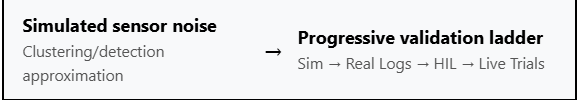 Simulated sensor noise
Clustering/detection
approximation
→
Progressive validation ladder
Sim → Real Logs → HIL → Live Trials